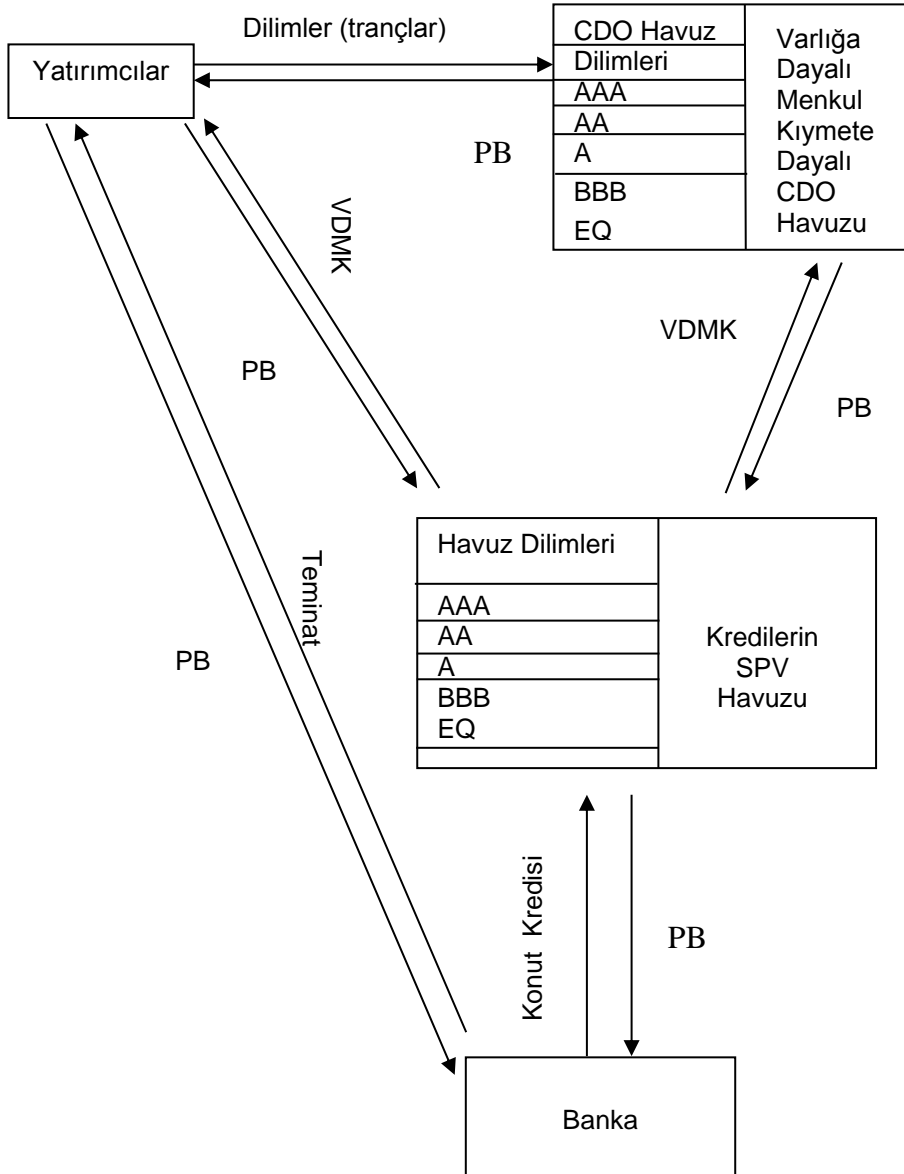 Dilimler (trançlar)
Yatırımcılar
CDO Havuz
Dilimleri
AAA
AA
A
BBB
EQ
Varlığa
Dayalı
Menkul
Kıymete
Dayalı
CDO
Havuzu
PB
VDMK
PB
VDMK
PB
Teminat
PB
Havuz Dilimleri
AAA
AA
A
BBB
EQ
Kredilerin
SPV
Havuzu
Konut Kredisi
PB
Banka